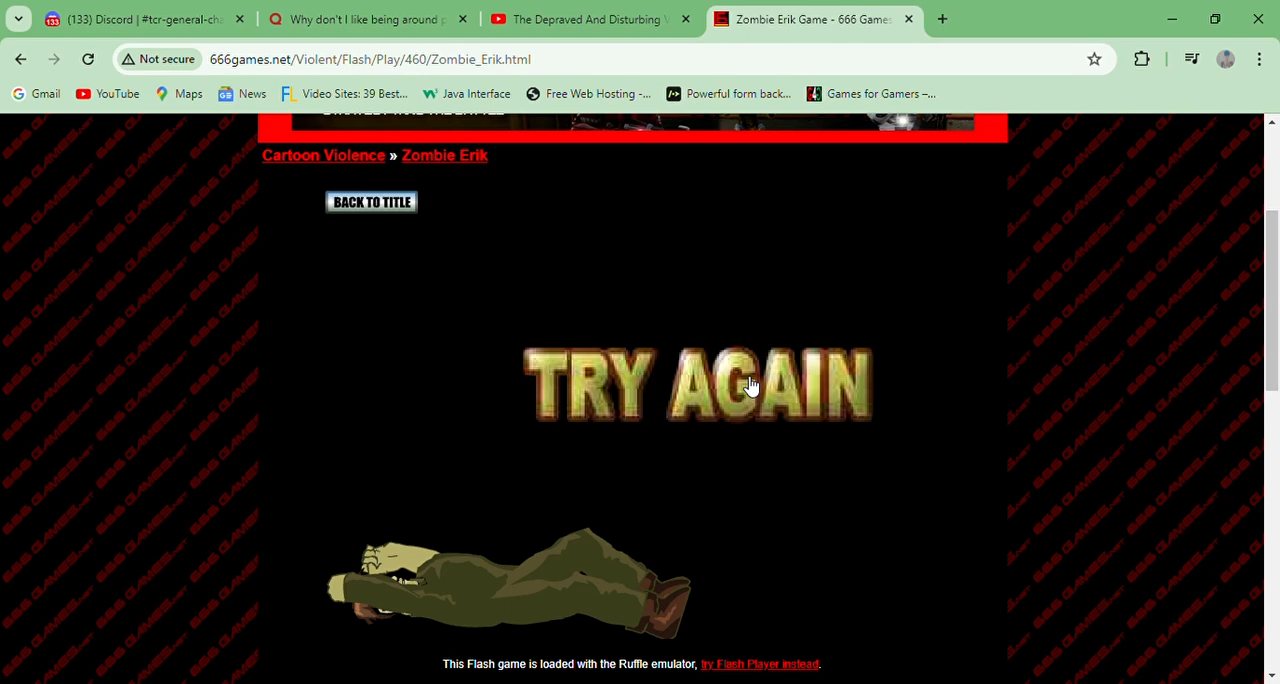 (133) Discord | #tcr-general-cha
Why don't I like being around p
The Depraved And Disturbing
Zombie Erik Game - 666 Games
Not secure
666games.net/Violent/Flash/Play/460/Zombie_Erik.html
Gmail
YouTube
Maps
News
Video Sites: 39 Best...
Java Interface
Free Web Hosting -...
Powerful form back...
Games for Gamers –...
Cartoon Violence » Zombie Erik
BACK TO TITLE
TRY AGAIN
This Flash game is loaded with the Ruffle emulator, try Flash Player instead.